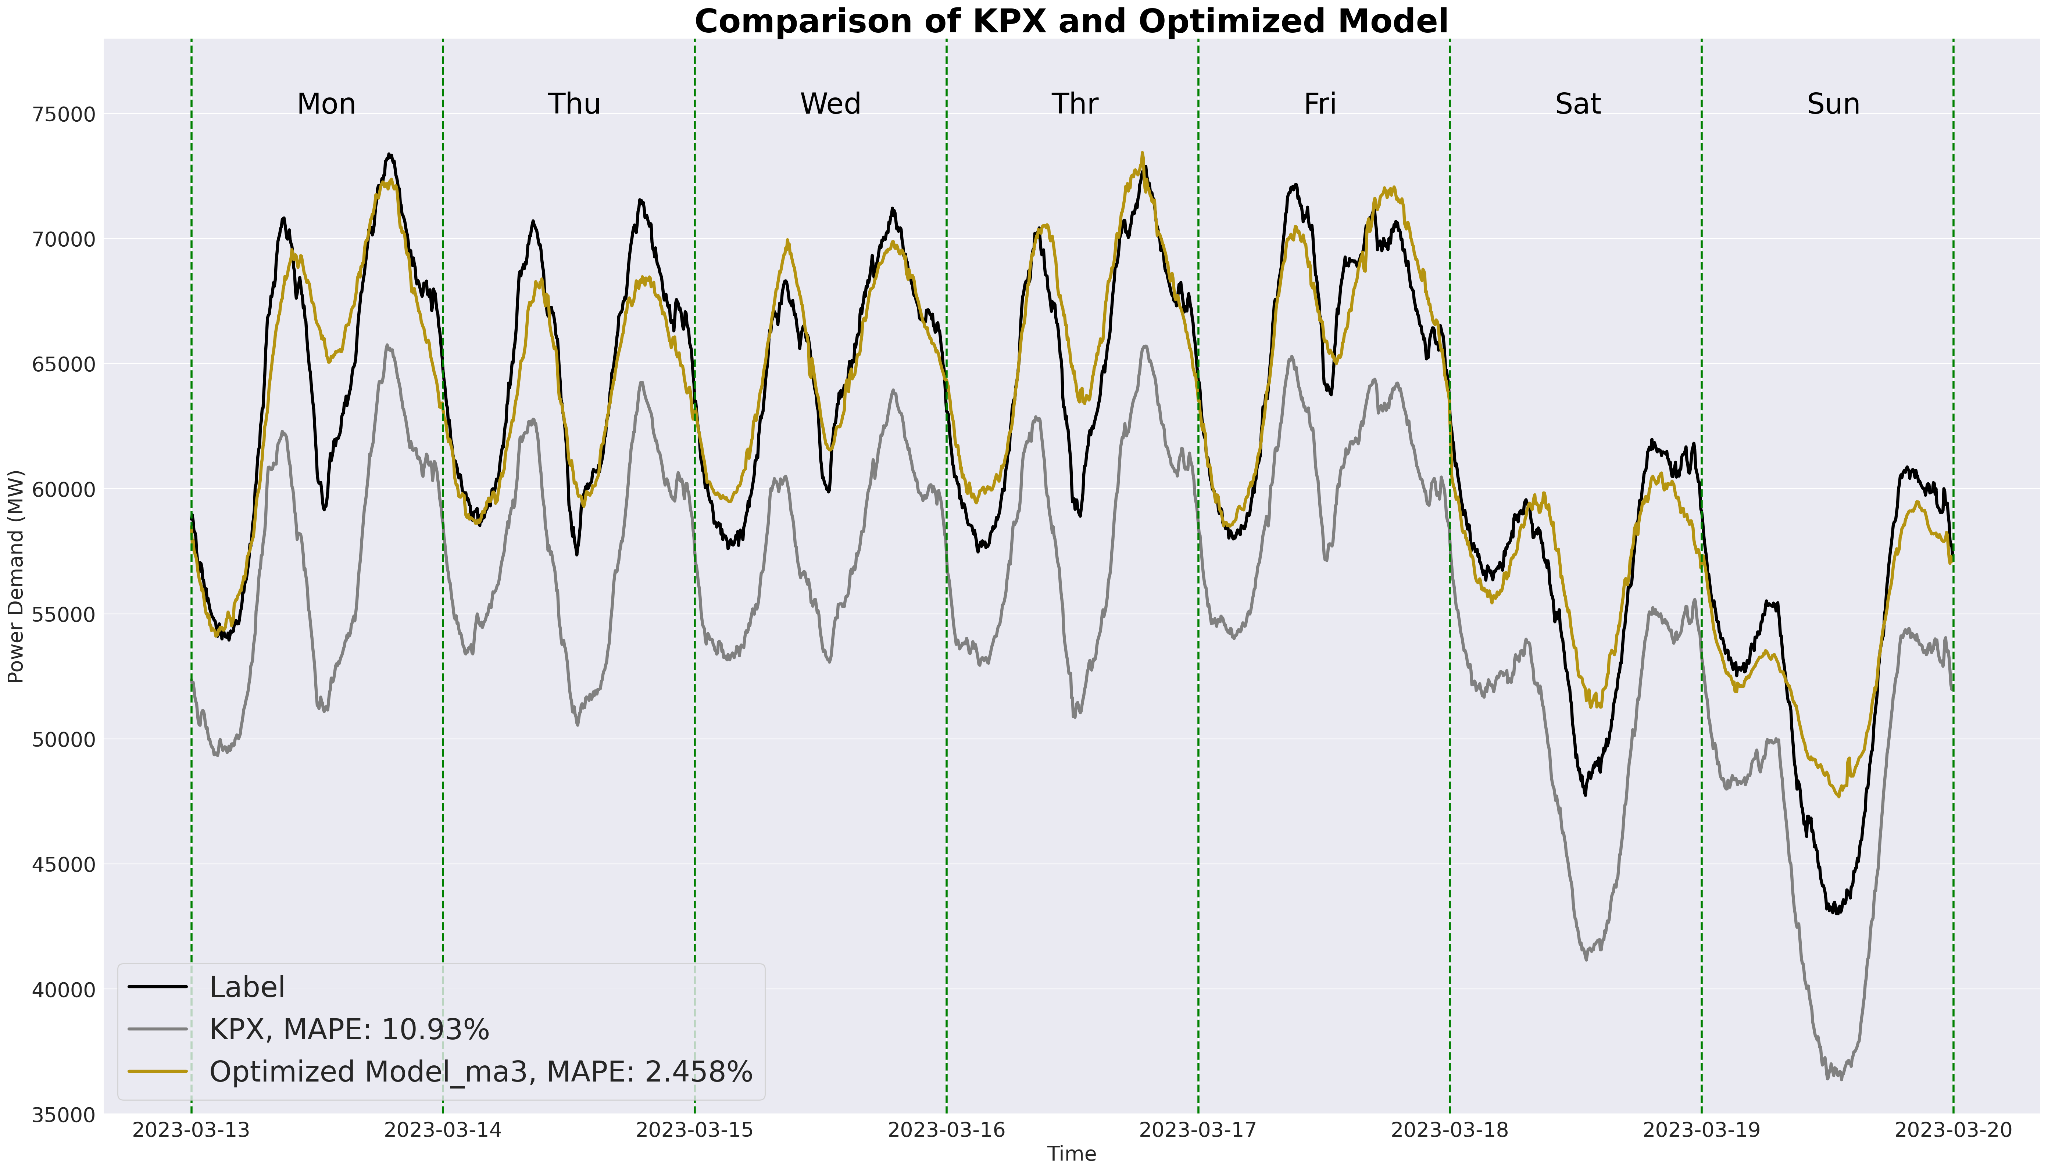 Comparison of KPX and Optimized Model
Mon Thu Wed Thr Fri Sat Sun
75000
70000
65000
60000
55000
50000
45000
40000
35000
Power Demand (MW)
Label
KPX, MAPE: 10.93%
Optimized Model_ma3, MAPE: 2.458%
2023-03-13 2023-03-14 2023-03-15 2023-03-16 2023-03-17 2023-03-18 2023-03-19 2023-03-20
Time